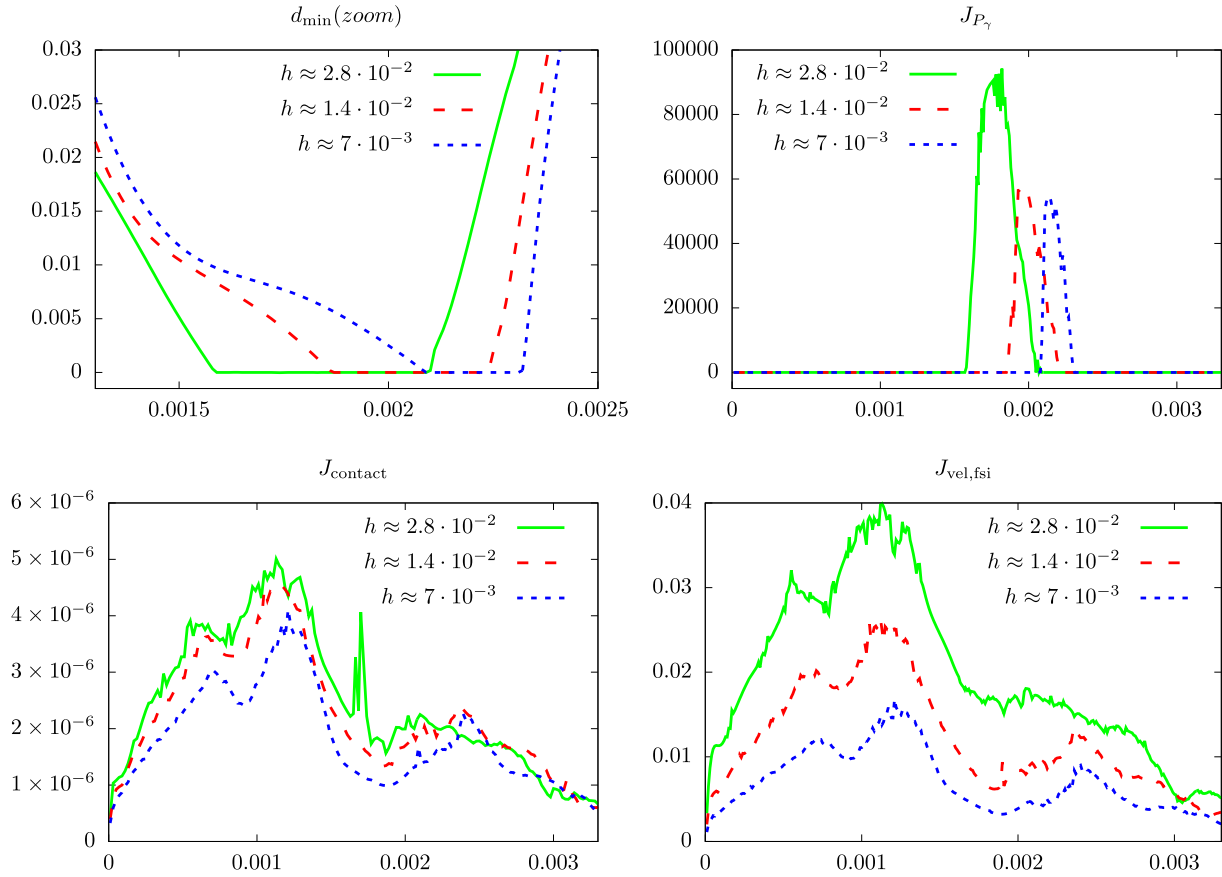 d_min(zoom)
0.03
0.025
0.02
0.015
0.01
0.005
0
0.0015 0.002 0.0025
h ≈ 2.8 · 10⁻²
h ≈ 1.4 · 10⁻²
h ≈ 7 · 10⁻³
J_{P_γ}
100000
80000
60000
40000
20000
0
0 0.001 0.002 0.003
h ≈ 2.8 · 10⁻²
h ≈ 1.4 · 10⁻²
h ≈ 7 · 10⁻³
J_contact
6 × 10⁻⁶
5 × 10⁻⁶
4 × 10⁻⁶
3 × 10⁻⁶
2 × 10⁻⁶
1 × 10⁻⁶
0
0 0.001 0.002 0.003
h ≈ 2.8 · 10⁻²
h ≈ 1.4 · 10⁻²
h ≈ 7 · 10⁻³
J_vel,fsi
0.04
0.03
0.02
0.01
0
0 0.001 0.002 0.003
h ≈ 2.8 · 10⁻²
h ≈ 1.4 · 10⁻²
h ≈ 7 · 10⁻³